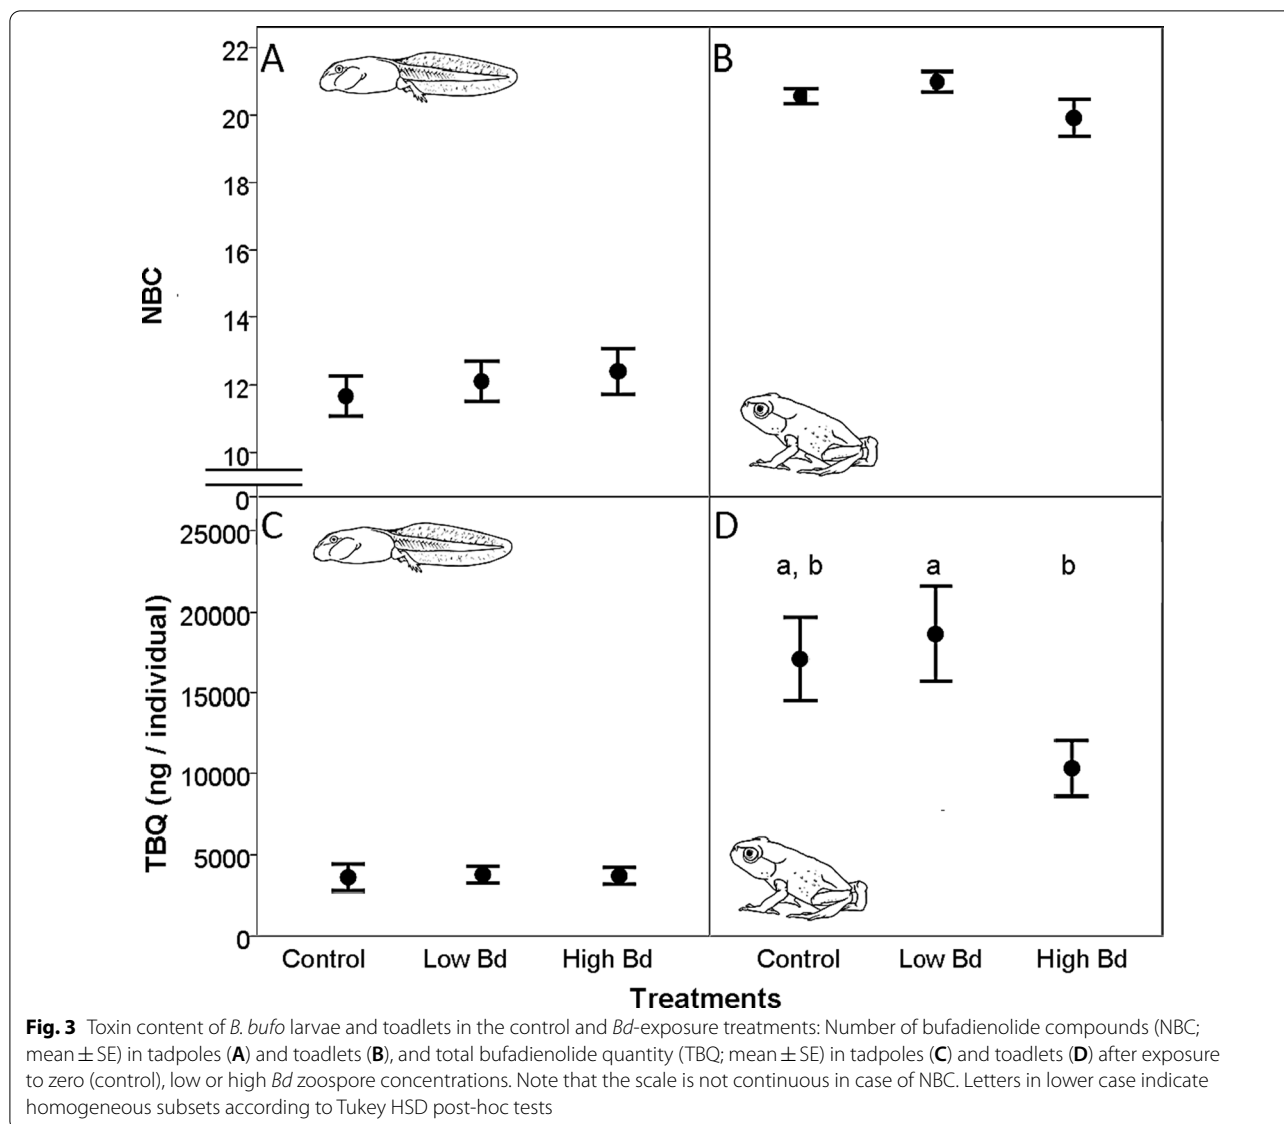 A
B
22
20
18
16
14
12
10
0
NBC
C
D
25000
20000
15000
10000
5000
0
TBQ (ng / individual)
a, b
a
b
Control
Low Bd
High Bd
Control
Low Bd
High Bd
Treatments
Fig. 3 Toxin content of B. bufo larvae and toadlets in the control and Bd-exposure treatments: Number of bufadienolide compounds (NBC;
mean ± SE) in tadpoles (A) and toadlets (B), and total bufadienolide quantity (TBQ; mean ± SE) in tadpoles (C) and toadlets (D) after exposure
to zero (control), low or high Bd zoospore concentrations. Note that the scale is not continuous in case of NBC. Letters in lower case indicate
homogeneous subsets according to Tukey HSD post-hoc tests